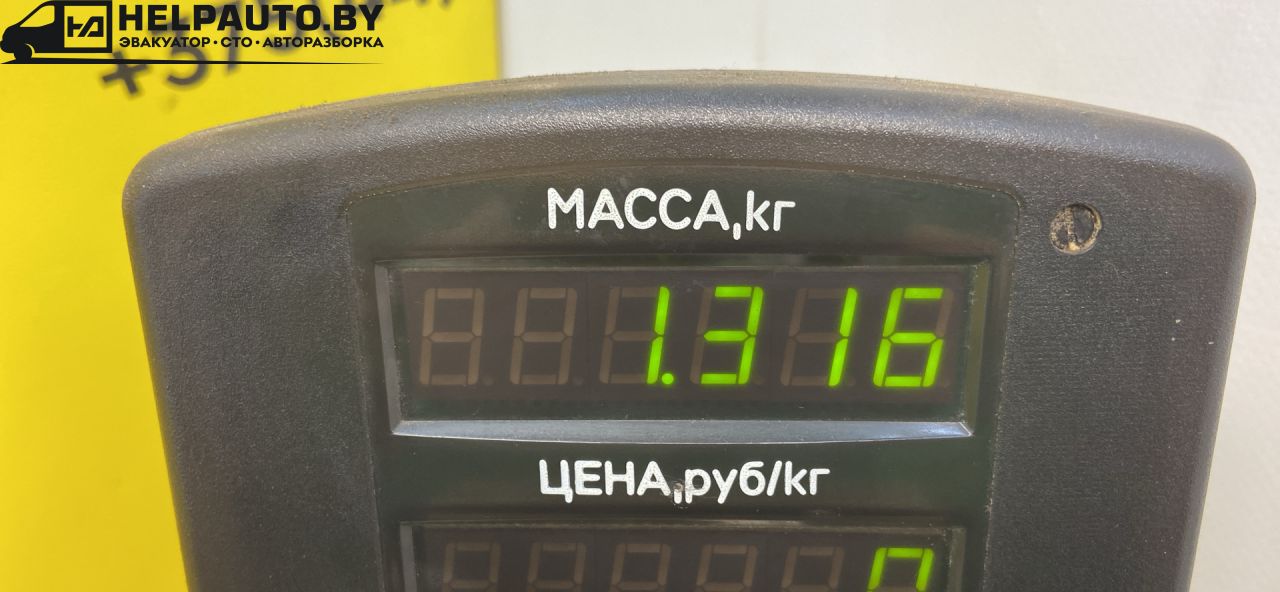 HELPAUTO.BY
ЭВАКУАТОР · СТО · АВТОРАЗБОРКА
МАССА,кг
1.316
ЦЕНА,руб/кг